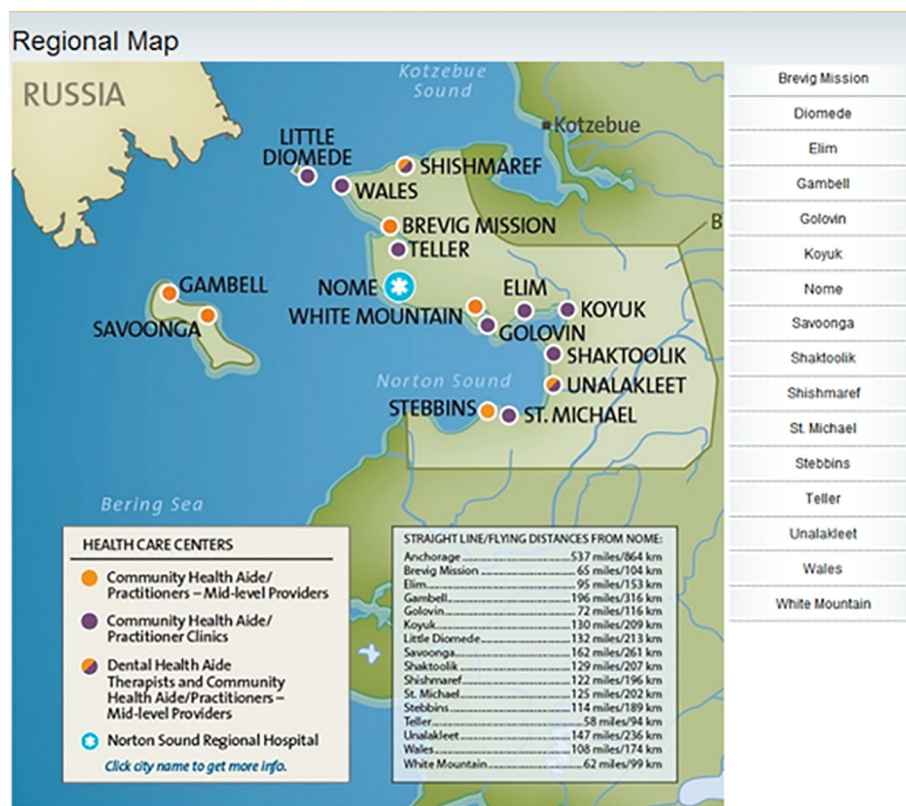 Regional Map
RUSSIA
Kotzebue
Sound
Kotzebue
LITTLE
DIOMEDE
SHISHMAREF
WALES
BREVIG MISSION
B
TELLER
GAMBELL
NOME
ELIM
SAVOONGA
WHITE MOUNTAIN
KOYUK
GOLOVIN
SHAKTOOLIK
Norton Sound
UNALAKLEET
STEBBINS
ST. MICHAEL
Bering Sea
HEALTH CARE CENTERS
Community Health Aide/
Practitioners – Mid-level Providers
Community Health Aide/
Practitioner Clinics
Dental Health Aide
Therapists and Community
Health Aide/Practitioners –
Mid-level Providers
Norton Sound Regional Hospital
Click city name to get more info.
STRAIGHT LINE/FLYING DISTANCES FROM NOME:
Anchorage 537 miles/864 km
Brevig Mission 65 miles/104 km
Elim 95 miles/153 km
Gambell 196 miles/316 km
Golovin 72 miles/116 km
Koyuk 130 miles/209 km
Little Diomede 132 miles/213 km
Savoonga 162 miles/261 km
Shaktoolik 129 miles/207 km
Shishmaref 122 miles/196 km
St. Michael 125 miles/202 km
Stebbins 114 miles/189 km
Teller 58 miles/94 km
Unalakleet 147 miles/236 km
Wales 108 miles/174 km
White Mountain 62 miles/99 km
Brevig Mission
Diomede
Elim
Gambell
Golovin
Koyuk
Nome
Savoonga
Shaktoolik
Shishmaref
St. Michael
Stebbins
Teller
Unalakleet
Wales
White Mountain